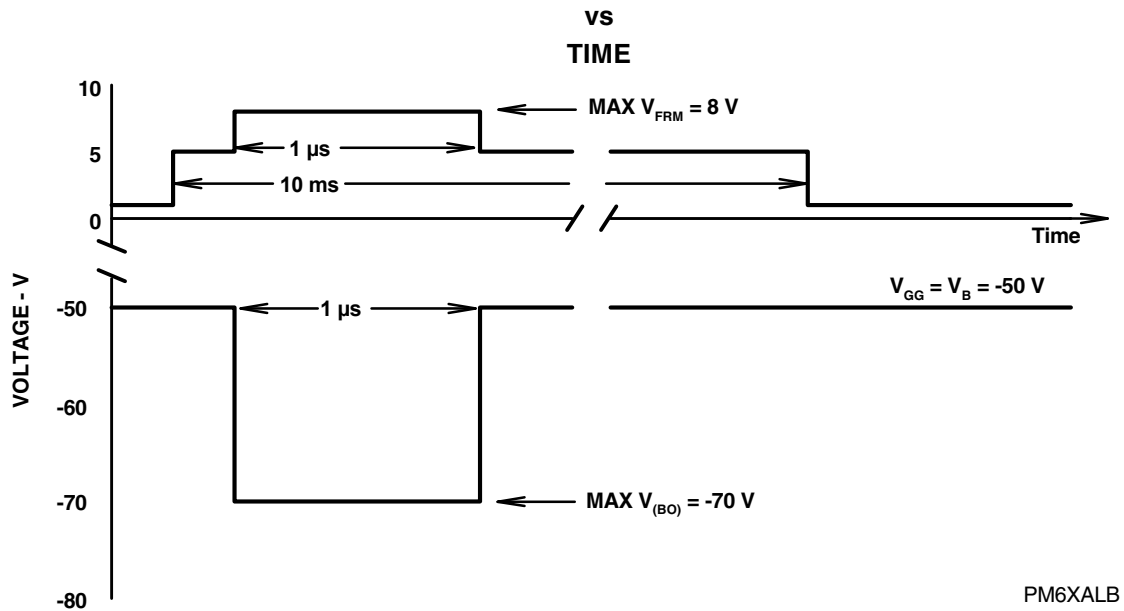 vs
TIME
10
MAX V_FRM = 8 V
5
1 µs
10 ms
0
Time
VOLTAGE - V
V_GG = V_B = -50 V
-50
1 µs
-60
-70
MAX V_(BO) = -70 V
-80
PM6XALB